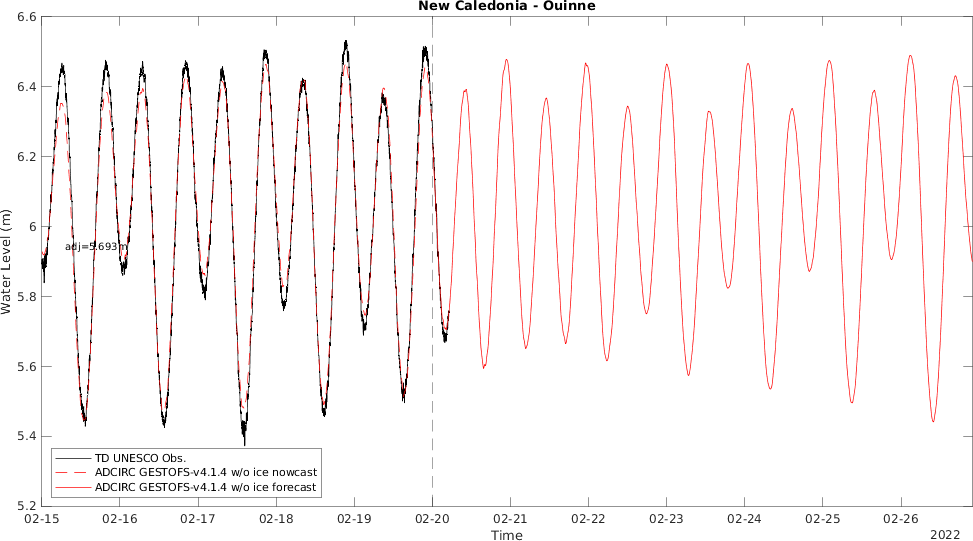 New Caledonia - Ouinne
Water Level (m)
6.6
6.4
6.2
6
5.8
5.6
5.4
5.2
adj=5.693m
TD UNESCO Obs.
ADCIRC GESTOFS-v4.1.4 w/o ice nowcast
ADCIRC GESTOFS-v4.1.4 w/o ice forecast
02-15 02-16 02-17 02-18 02-19 02-20 02-21 02-22 02-23 02-24 02-25 02-26
Time
2022